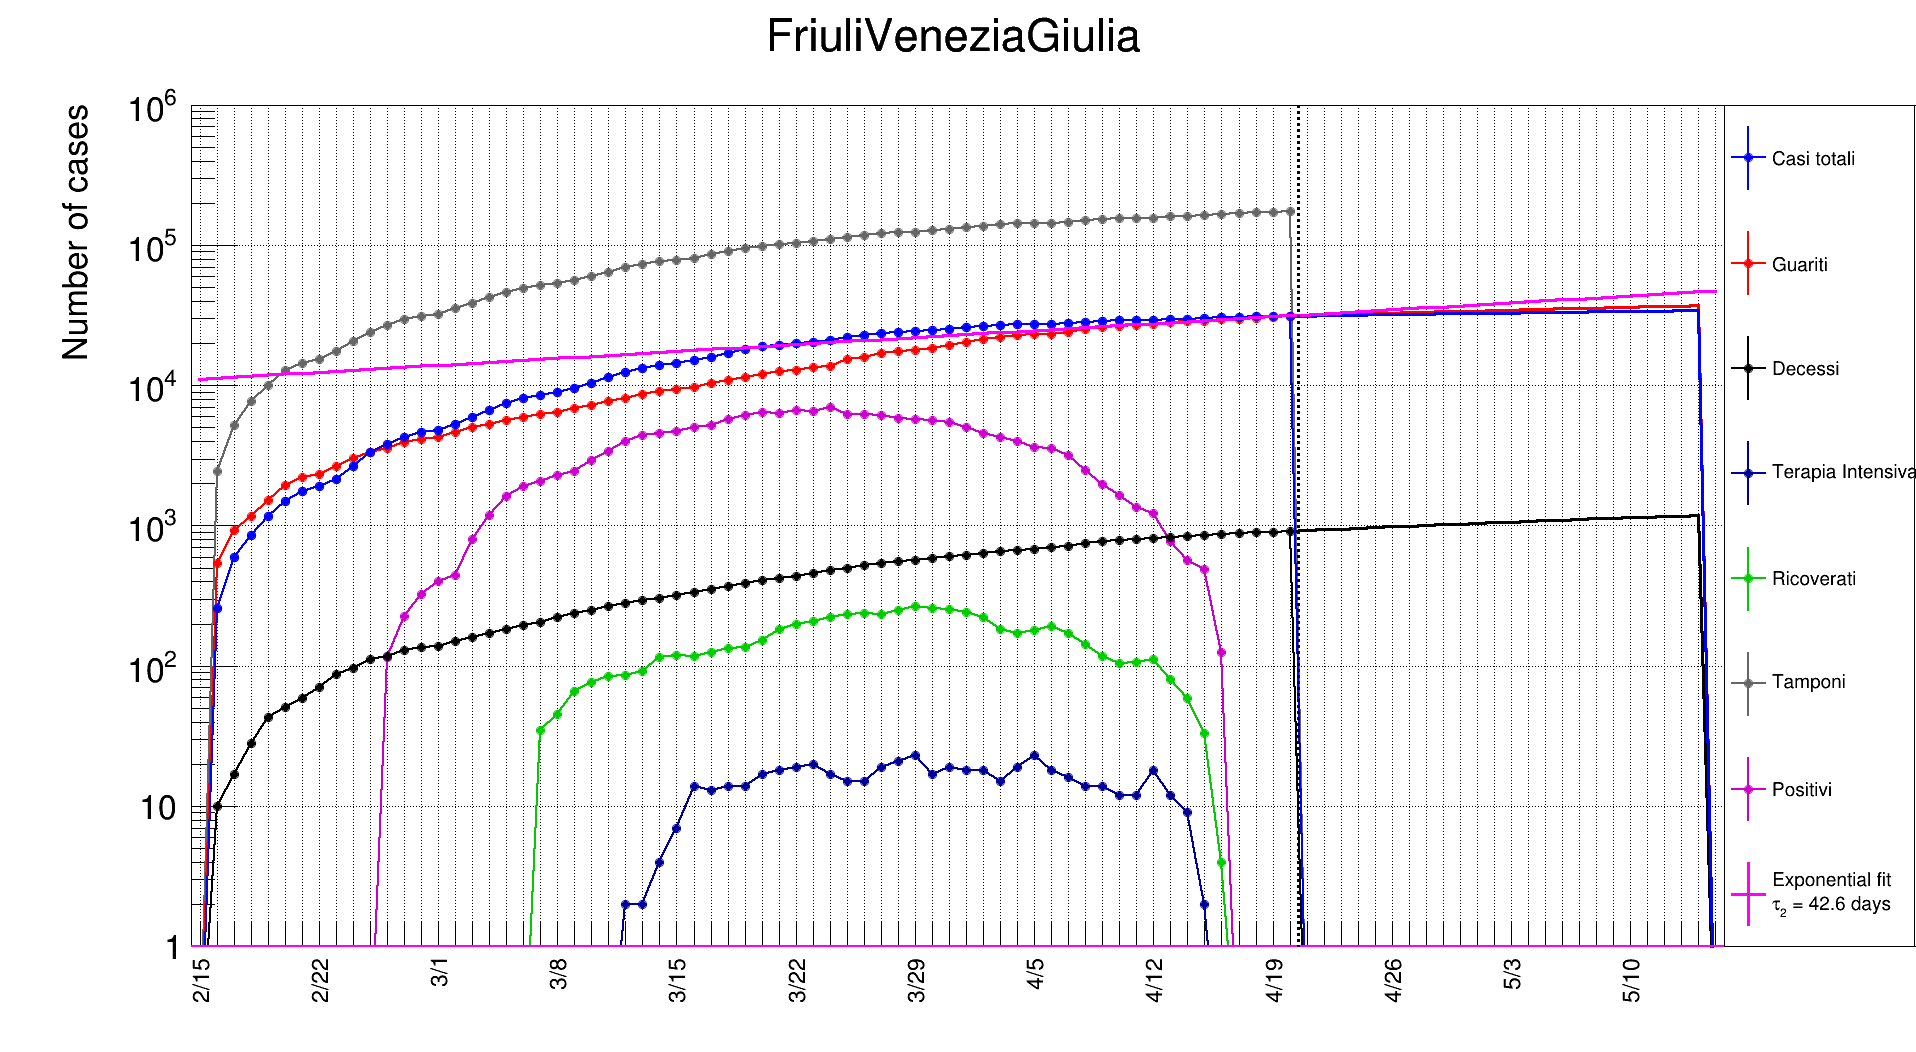 FriuliVeneziaGiulia
Number of cases
10^6
10^5
10^4
10^3
10^2
10
1
2/15
2/22
3/1
3/8
3/15
3/22
3/29
4/5
4/12
4/19
4/26
5/3
5/10
Casi totali
Guariti
Decessi
Terapia Intensiva
Ricoverati
Tamponi
Positivi
Exponential fit
τ₂ = 42.6 days